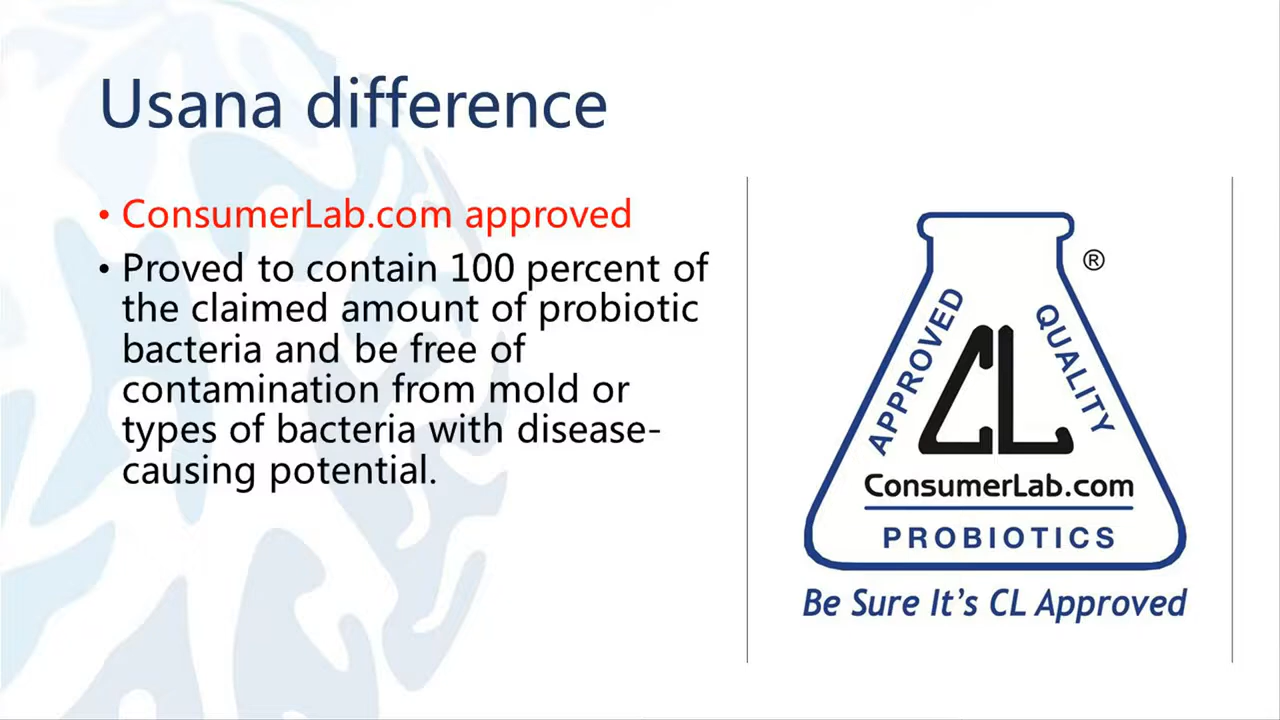 Usana difference
• ConsumerLab.com approved
• Proved to contain 100 percent of
the claimed amount of probiotic
bacteria and be free of
contamination from mold or
types of bacteria with disease-
causing potential.
®
APPROVED
QUALITY
CL
ConsumerLab.com
PROBIOTICS
Be Sure It's CL Approved